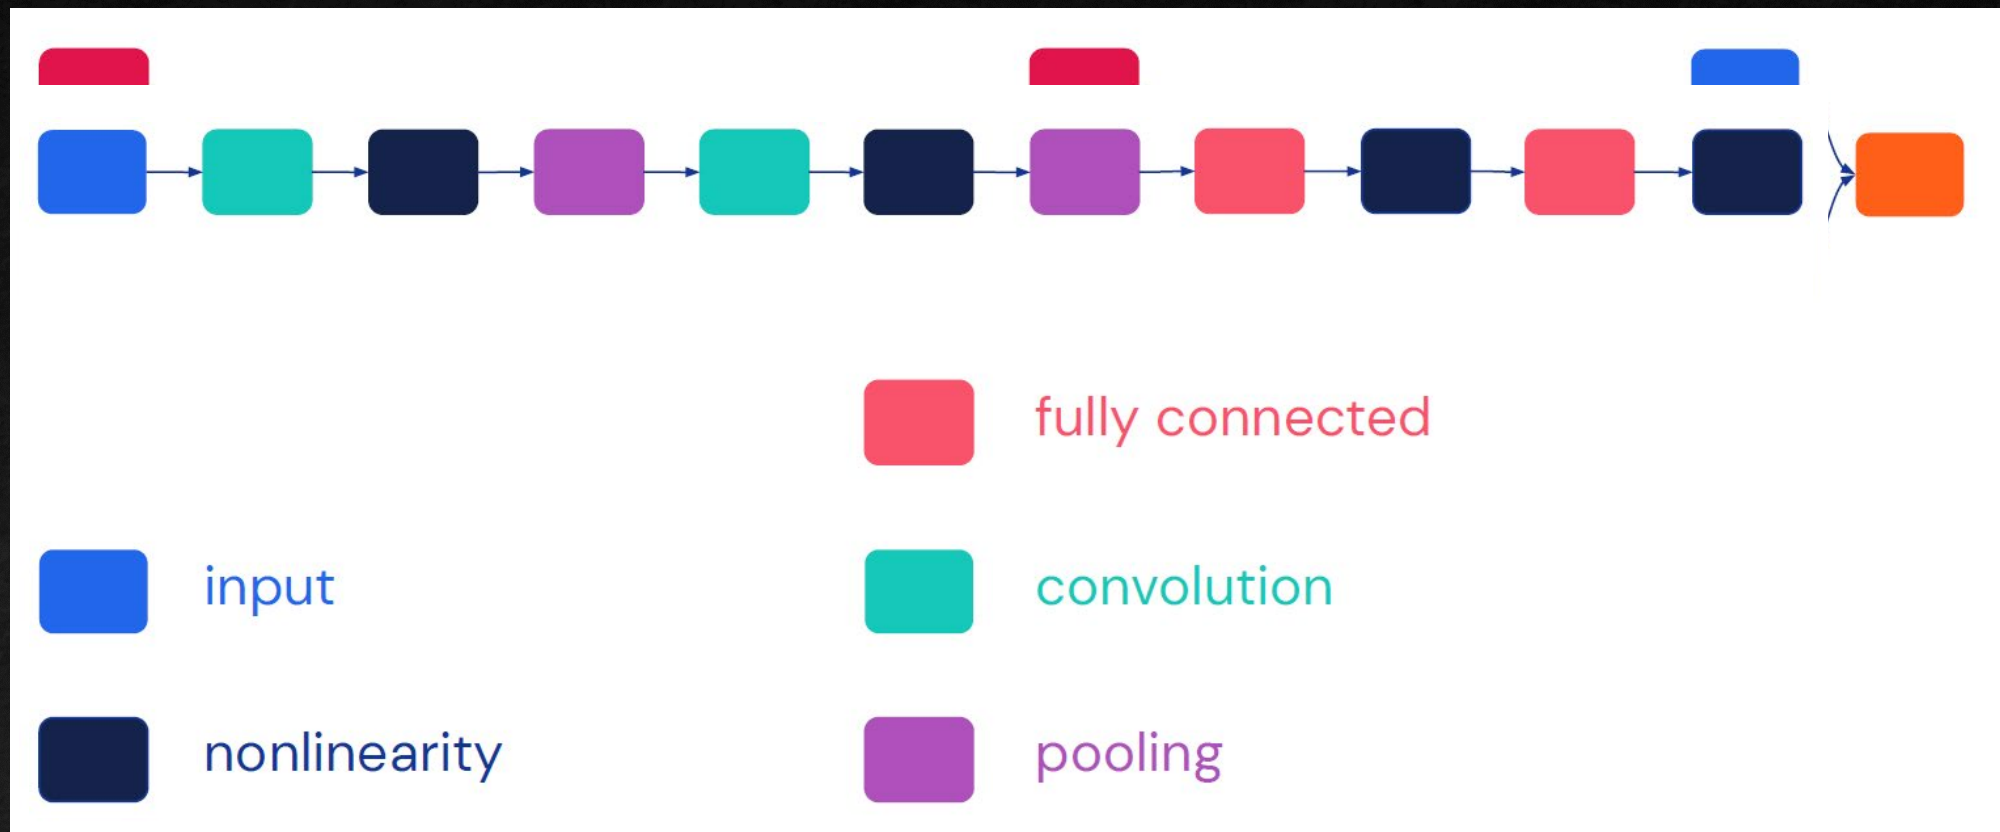 fully connected
input
convolution
nonlinearity
pooling